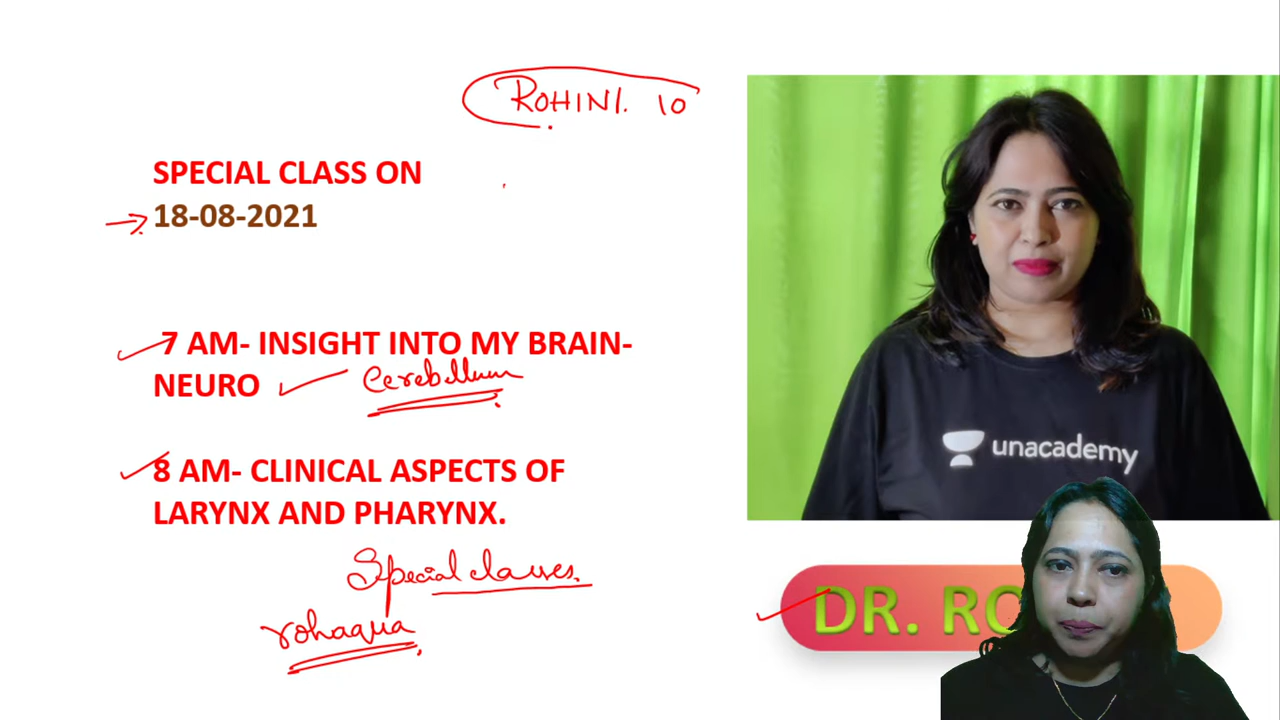 ROHINI. 10
SPECIAL CLASS ON
18-08-2021
7 AM- INSIGHT INTO MY BRAIN-
NEURO
Cerebellum
8 AM- CLINICAL ASPECTS OF
LARYNX AND PHARYNX.
Special classes.
rohaqua
unacademy
DR. RO